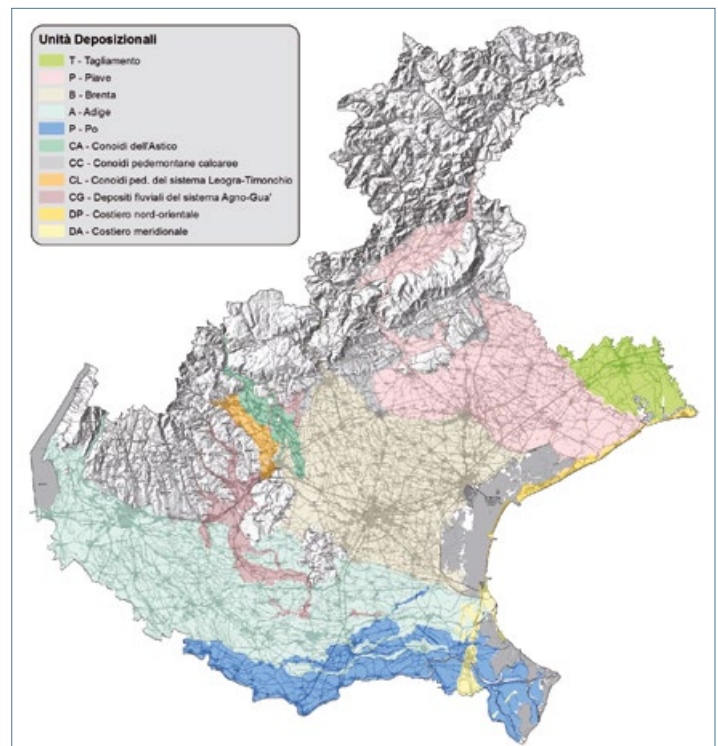 Unità Deposizionali
T - Tagliamento
P - Piave
B - Brenta
A - Adige
P - Po
CA - Conoidi dell'Astico
CC - Conoidi pedemontane calcaree
CL - Conoidi ped. del sistema Leogra-Timonchio
CG - Depositi fluviali del sistema Agno-Gua'
DP - Costiero nord-orientale
DA - Costiero meridionale